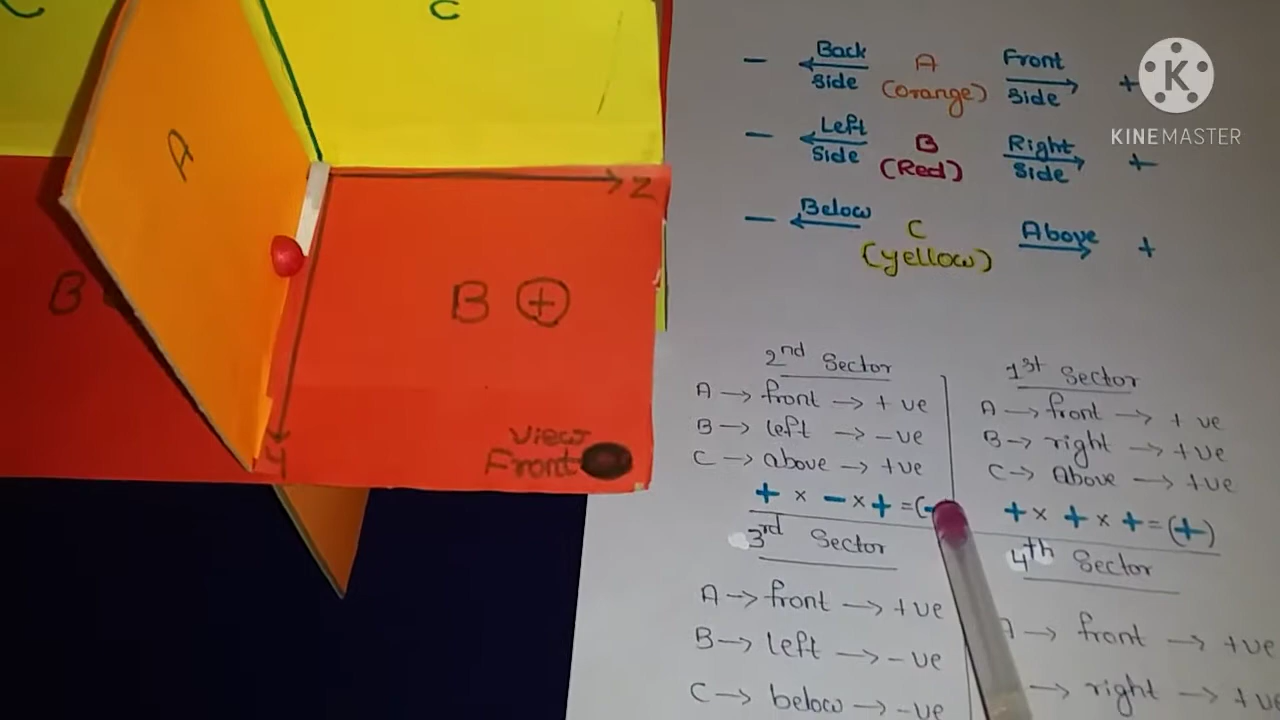 C
A
Z
B
B +
y
View
Front
- ← Back Side A (Orange) Front Side → +
- ← Left Side B (Red) Right Side → +
- ← Below C (yellow) Above → +
K
KINEMASTER
2nd Sector
A → front → + ve
B → left → - ve
C → above → +ve
+ × - × + = (-
1st Sector
A → front → + ve
B → right → +ve
C → Above → +ve
+ × + × + = (+)
3rd Sector
A → front → +ve
B → left → - ve
C → below → -ve
4th Sector
→ front → +ve
→ right → +ve